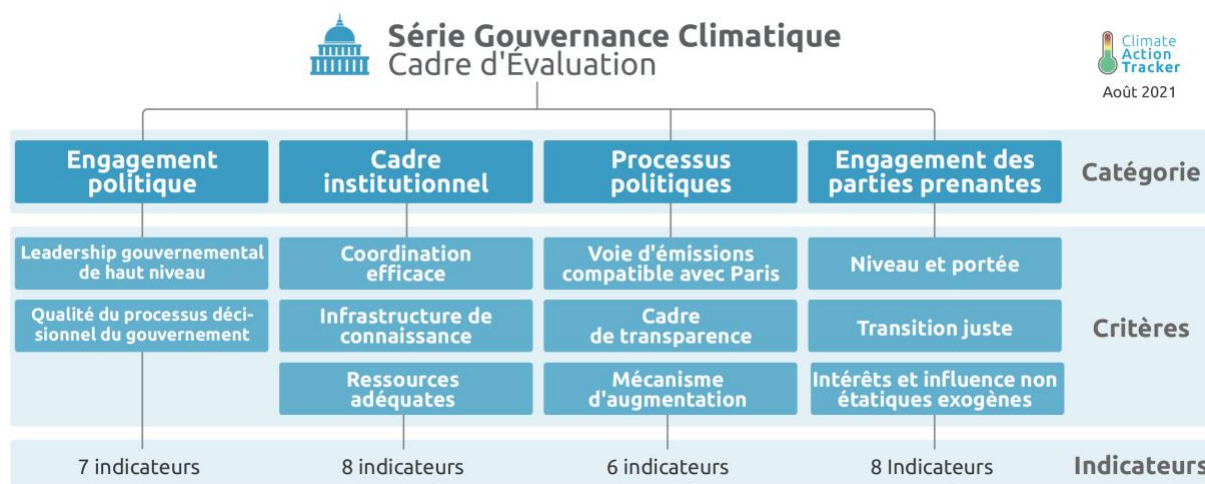 Série Gouvernance Climatique
Cadre d'Évaluation
Climate
Action
Tracker
Août 2021
Engagement
politique
Cadre
institutionnel
Processus
politiques
Engagement des
parties prenantes
Catégorie
Leadership gouvernemental
de haut niveau
Coordination
efficace
Voie d'émissions
compatible avec Paris
Niveau et portée
Qualité du processus déci-
sionnel du gouvernement
Infrastructure de
connaissance
Cadre
de transparence
Transition juste
Critères
Ressources
adéquates
Mécanisme
d'augmentation
Intérêts et influence non
étatiques exogènes
7 indicateurs
8 indicateurs
6 indicateurs
8 Indicateurs
Indicateurs